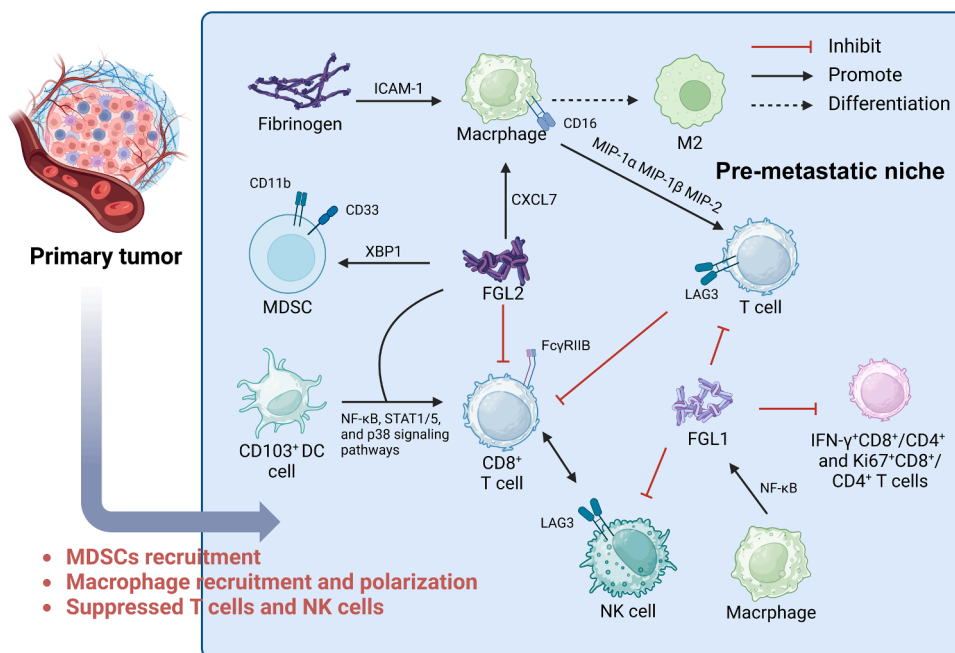 Inhibit
Promote
Differentiation
Fibrinogen
ICAM-1
Macrphage
CD16
M2
MIP-1α MIP-1β MIP-2
Pre-metastatic niche
Primary tumor
CD11b
CD33
MDSC
XBP1
CXCL7
FGL2
LAG3
T cell
FcγRIIB
CD103⁺ DC
cell
NF-κB, STAT1/5,
and p38 signaling
pathways
CD8⁺
T cell
FGL1
IFN-γ⁺CD8⁺/CD4⁺
and Ki67⁺CD8⁺/
CD4⁺ T cells
NF-κB
LAG3
NK cell
Macrphage
• MDSCs recruitment
• Macrophage recruitment and polarization
• Suppressed T cells and NK cells